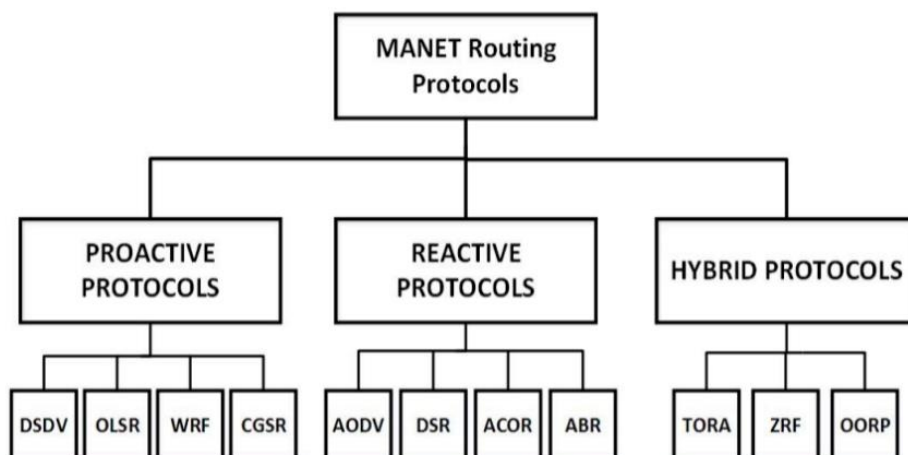 MANET Routing
Protocols
PROACTIVE
PROTOCOLS
REACTIVE
PROTOCOLS
HYBRID PROTOCOLS
DSDV
OLSR
WRF
CGSR
AODV
DSR
ACOR
ABR
TORA
ZRF
OORP